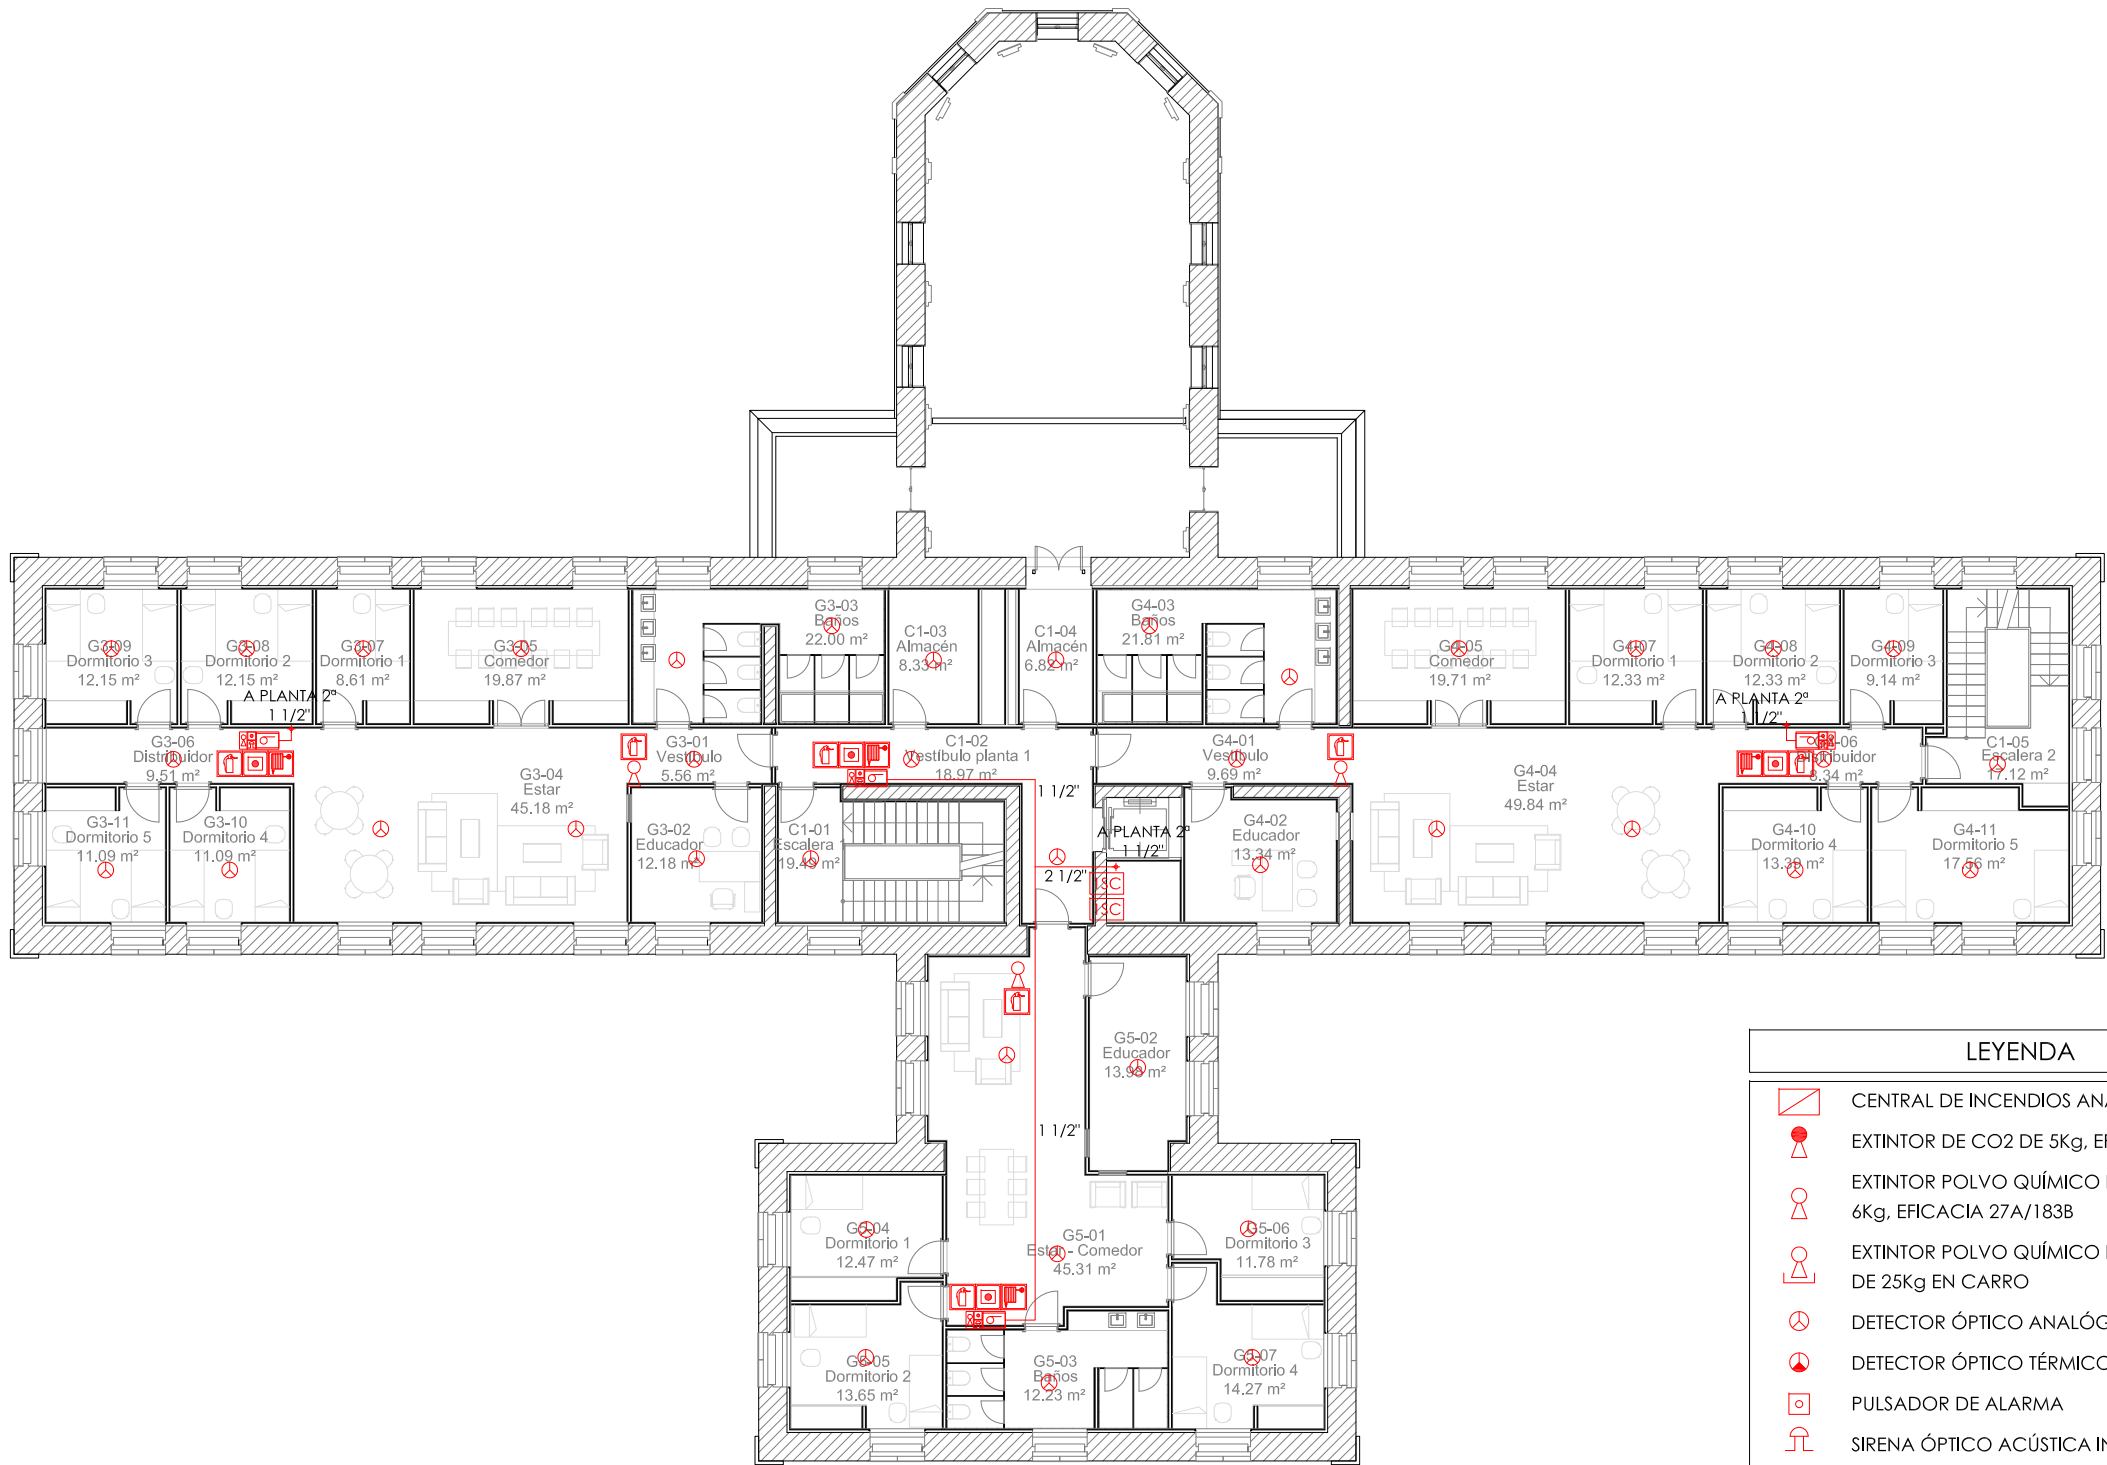 G3-09
Dormitorio 3
12.15 m²
G3-08
Dormitorio 2
12.15 m²
A PLANTA 2ª
1 1/2"
G3-07
Dormitorio 1
8.61 m²
G3-05
Comedor
19.87 m²
G3-03
Baños
22.00 m²
C1-03
Almacén
8.33 m²
C1-04
Almacén
6.82 m²
G4-03
Baños
21.81 m²
G4-05
Comedor
19.71 m²
G4-07
Dormitorio 1
12.33 m²
G4-08
Dormitorio 2
12.33 m²
A PLANTA 2ª
1 1/2"
G4-09
Dormitorio 3
9.14 m²
G3-06
Distribuidor
9.51 m²
G3-04
Estar
45.18 m²
G3-01
Vestíbulo
5.56 m²
C1-02
Vestíbulo planta 1
18.97 m²
1 1/2"
G4-01
Vestíbulo
9.69 m²
G4-04
Estar
49.84 m²
G4-06
Distribuidor
8.34 m²
C1-05
Escalera 2
17.12 m²
G3-11
Dormitorio 5
11.09 m²
G3-10
Dormitorio 4
11.09 m²
G3-02
Educador
12.18 m²
C1-01
Escalera 1
19.49 m²
A PLANTA 2ª
1 1/2"
2 1/2"
G4-02
Educador
13.34 m²
G4-10
Dormitorio 4
13.39 m²
G4-11
Dormitorio 5
17.56 m²
G5-02
Educador
13.98 m²
1 1/2"
G5-04
Dormitorio 1
12.47 m²
G5-01
Estar - Comedor
45.31 m²
G5-06
Dormitorio 3
11.78 m²
G5-05
Dormitorio 2
13.65 m²
G5-03
Baños
12.23 m²
G5-07
Dormitorio 4
14.27 m²
LEYENDA
CENTRAL DE INCENDIOS
EXTINTOR DE CO2 DE 5Kg,
EXTINTOR POLVO QUÍMICO
6Kg, EFICACIA 27A/183B
EXTINTOR POLVO QUÍMICO
DE 25Kg EN CARRO
DETECTOR ÓPTICO
DETECTOR ÓPTICO TÉRMICO
PULSADOR DE ALARMA
SIRENA ÓPTICO ACÚSTICA